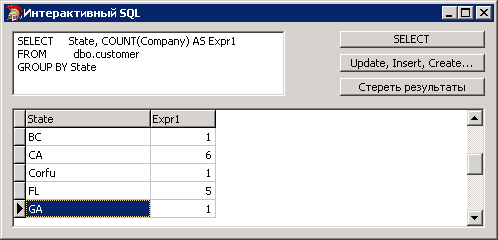 Интерактивный SQL
SELECT State, COUNT(Company) AS Expr1
FROM dbo.customer
GROUP BY State
SELECT
Update, Insert, Create...
Стереть результаты
State Expr1
BC 1
CA 6
Corfu 1
FL 5
GA 1